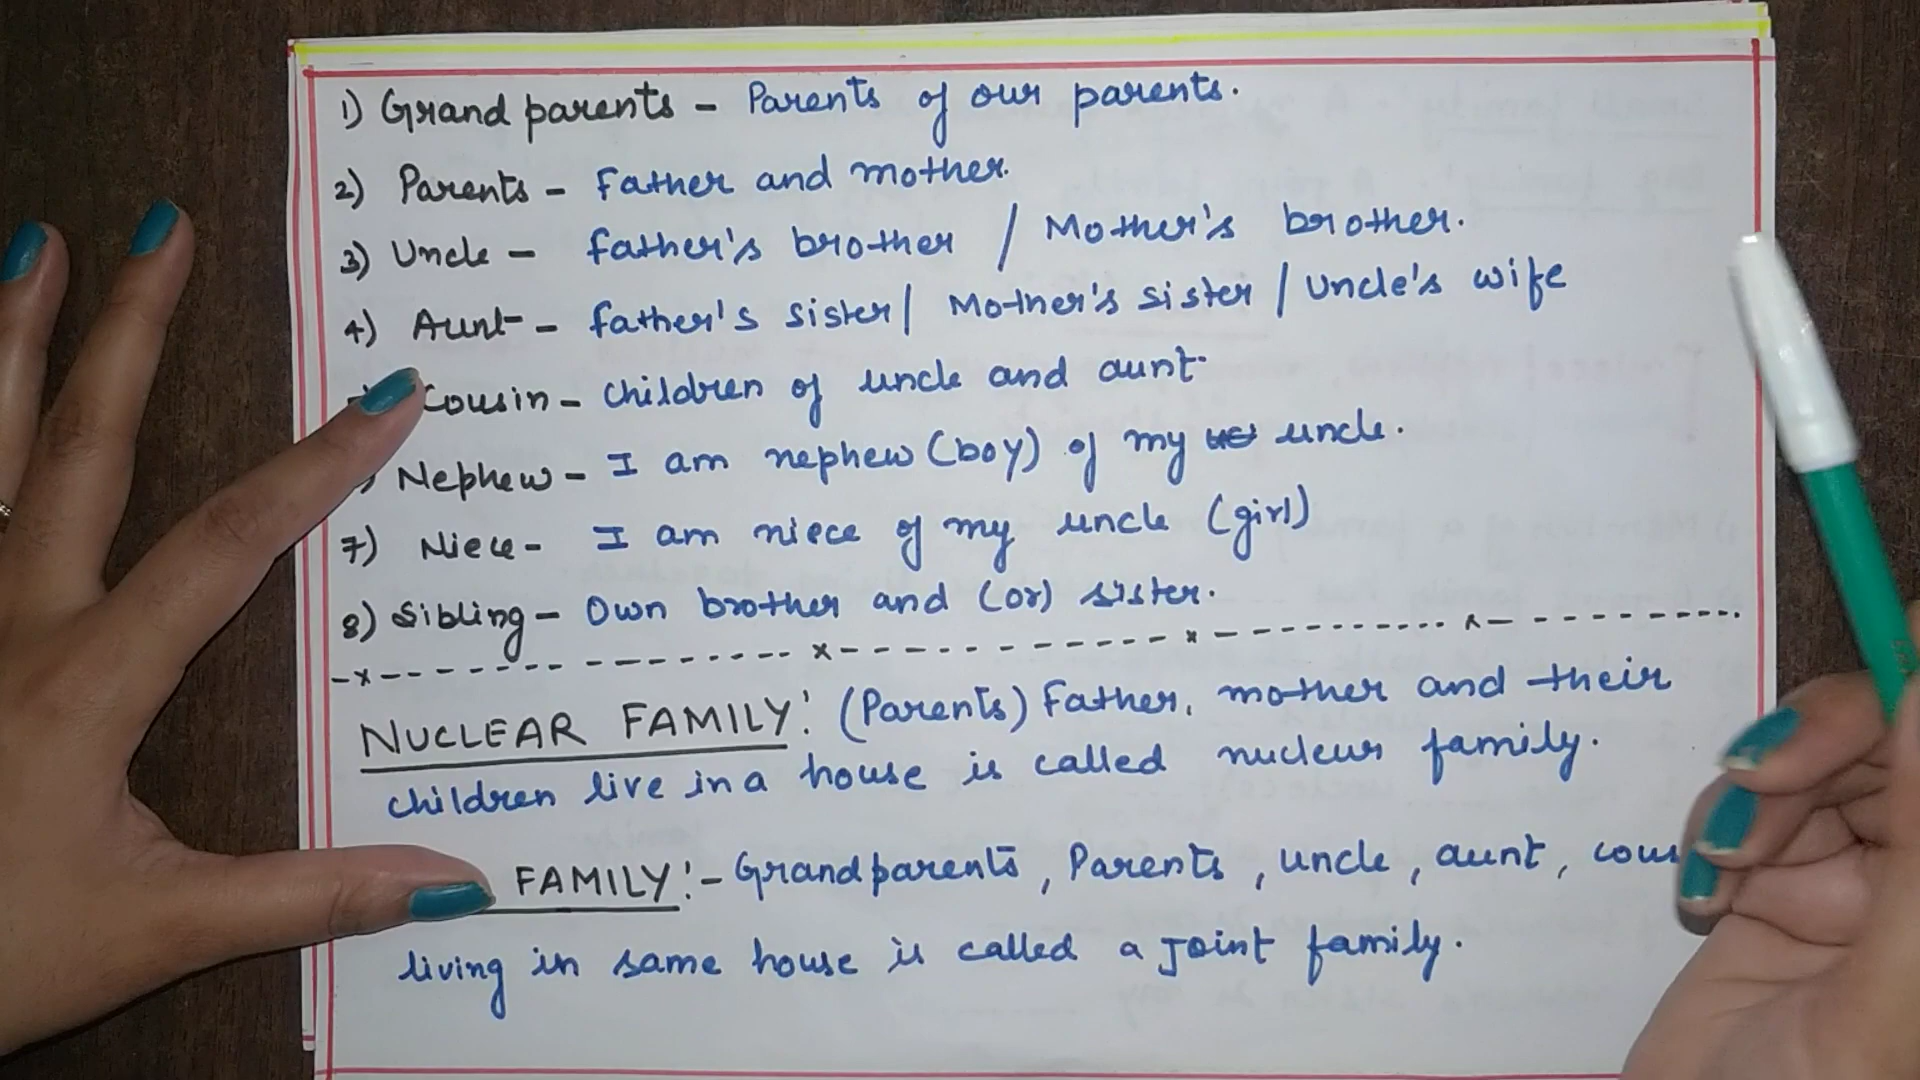 1) Grand parents - Parents of our parents.
2) Parents - Father and mother.
3) Uncle - father's brother / Mother's brother.
4) Aunt - father's sister / Mother's sister / Uncle's wife
Cousin - children of uncle and aunt.
) Nephew - I am nephew (boy) of my uncle.
7) Niece - I am niece of my uncle (girl)
8) Sibling - Own brother and (or) sister.
NUCLEAR FAMILY: (Parents) Father, mother and their
children live in a house is called nuclear family.
FAMILY:- Grandparents, Parents, uncle, aunt, cous
living in same house is called a Joint family.